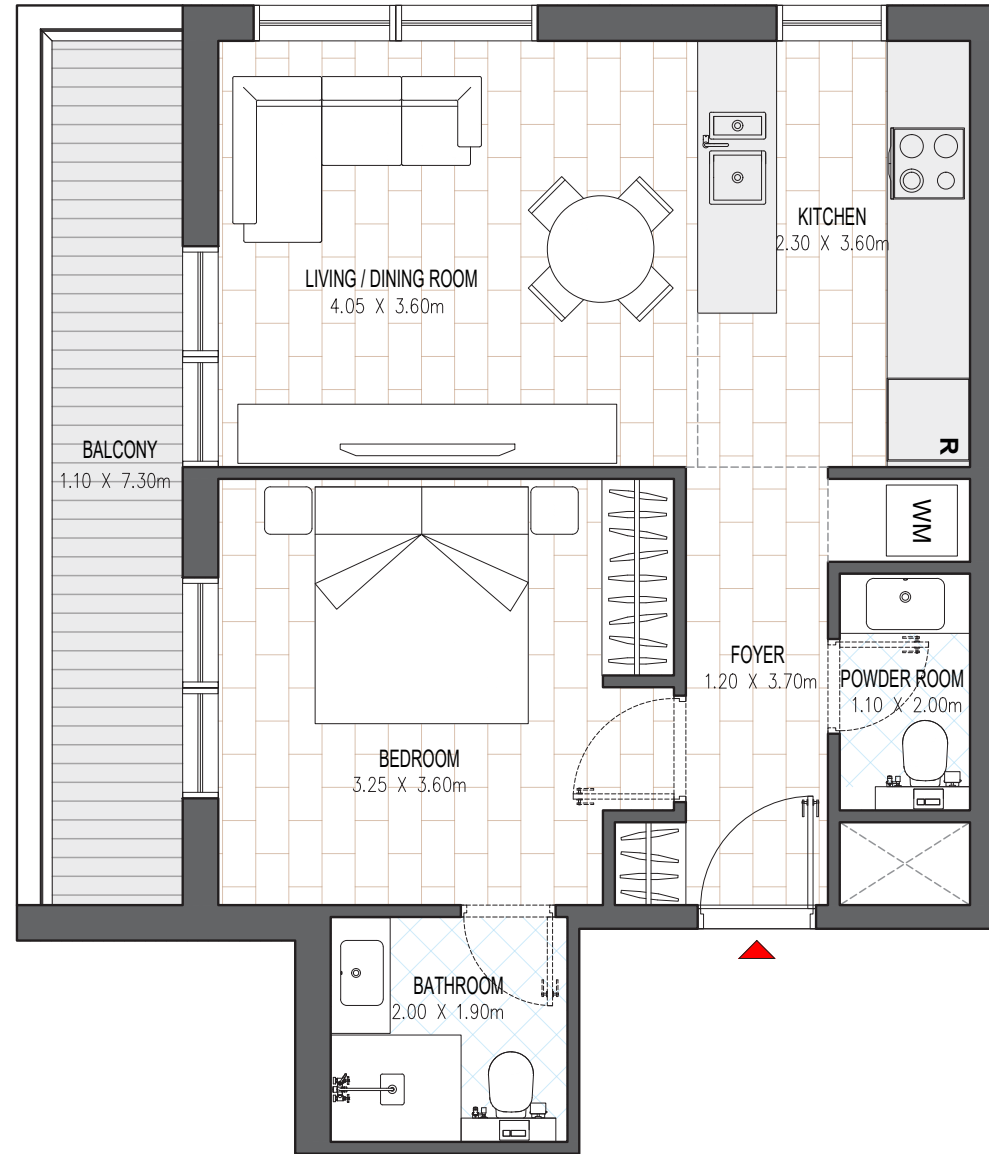 KITCHEN
2.30 X 3.60m
LIVING / DINING ROOM
4.05 X 3.60m
BALCONY
1.10 X 7.30m
R
WM
FOYER
1.20 X 3.70m
POWDER ROOM
1.10 X 2.00m
BEDROOM
3.25 X 3.60m
BATHROOM
2.00 X 1.90m